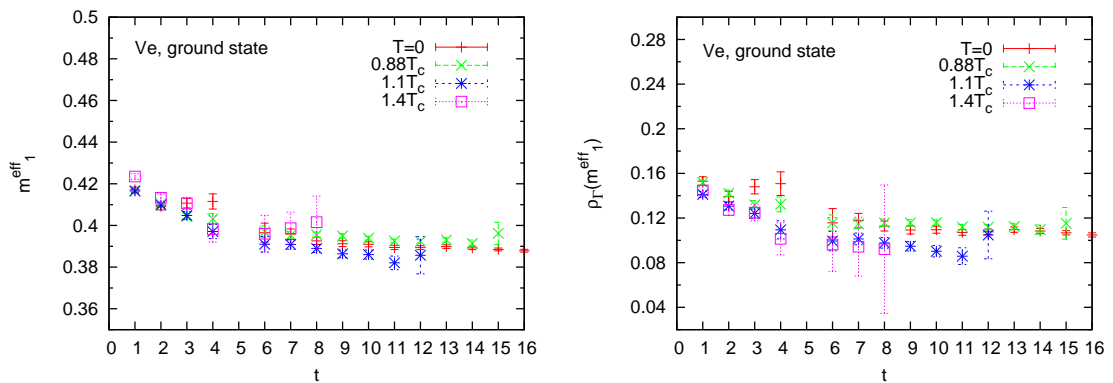 0.5
0.48
0.46
0.44
0.42
0.4
0.38
0.36
m^eff_1
0 1 2 3 4 5 6 7 8 9 10 11 12 13 14 15 16
t
Ve, ground state
T=0
0.88T_c
1.1T_c
1.4T_c
0.28
0.24
0.2
0.16
0.12
0.08
0.04
ρ_Γ(m^eff_1)
0 1 2 3 4 5 6 7 8 9 10 11 12 13 14 15 16
t
Ve, ground state
T=0
0.88T_c
1.1T_c
1.4T_c